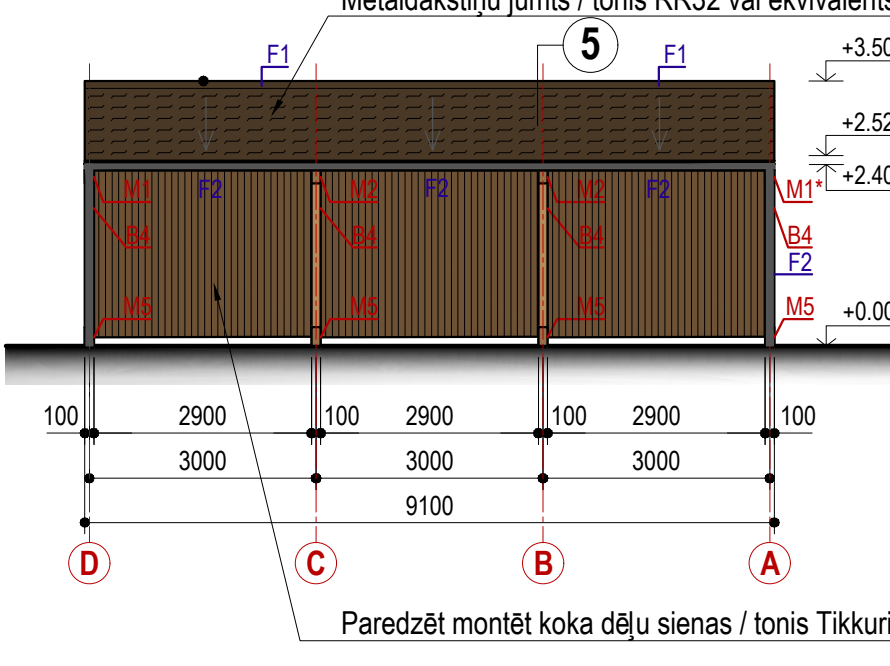 Metāldakstiņu jumts / tonis RR32 vai ekvivalents
5
F1 F1
+3.50
+2.52
+2.40
M1 F2 M2 F2 M2 F2 M1*
B4 B4 B4 B4
F2
M5 M5 M5 M5
+0.00
100 2900 100 2900 100 2900 100
3000 3000 3000
9100
D C B A
Paredzēt montēt koka dēļu sienas / tonis Tikkuri